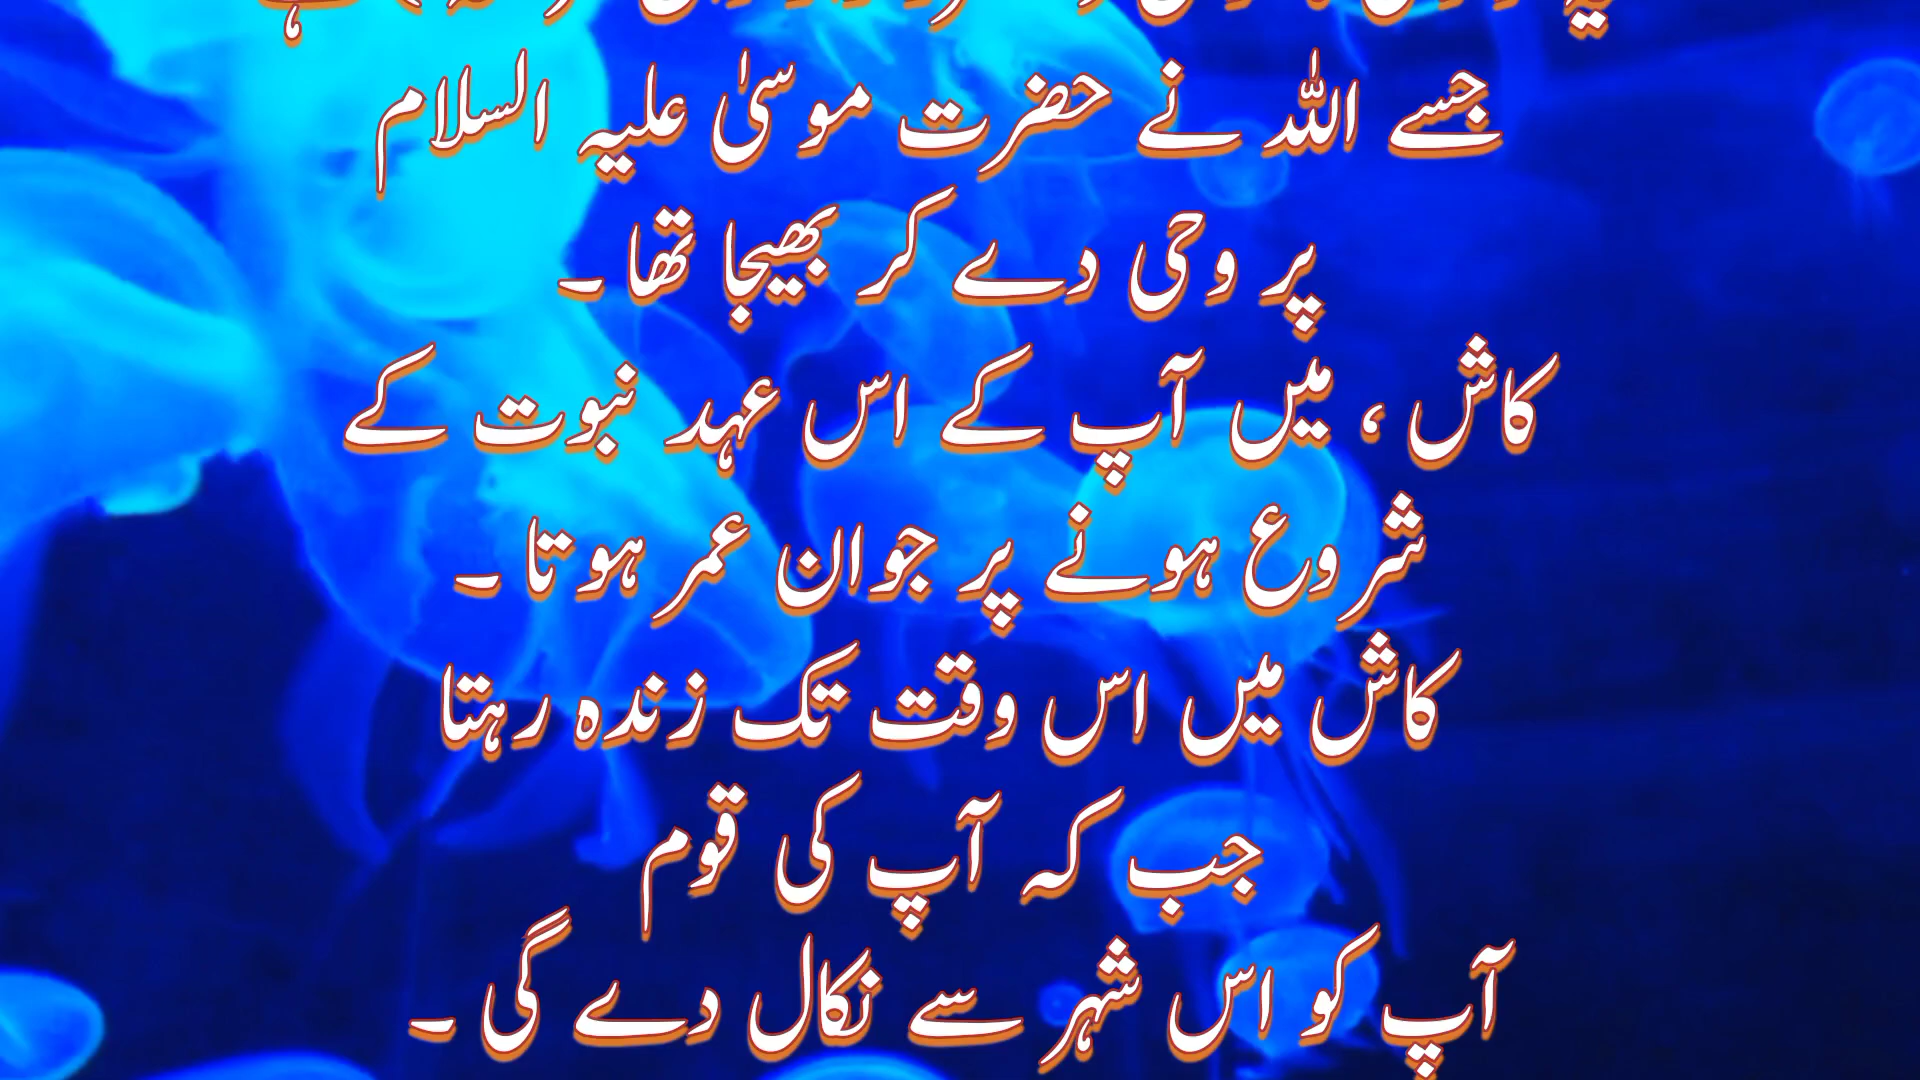 جسے اللہ نے حضرت موسیٰ علیہ السلام
پر وحی دے کر بھیجا تھا ۔
کاش ، میں آپ کے اس عہد نبوت کے
شروع ہونے پر جوان عمر ہوتا ۔
کاش میں اس وقت تک زندہ رہتا
جب کہ آپ کی قوم
آپ کو اس شہر سے نکال دے گی ۔